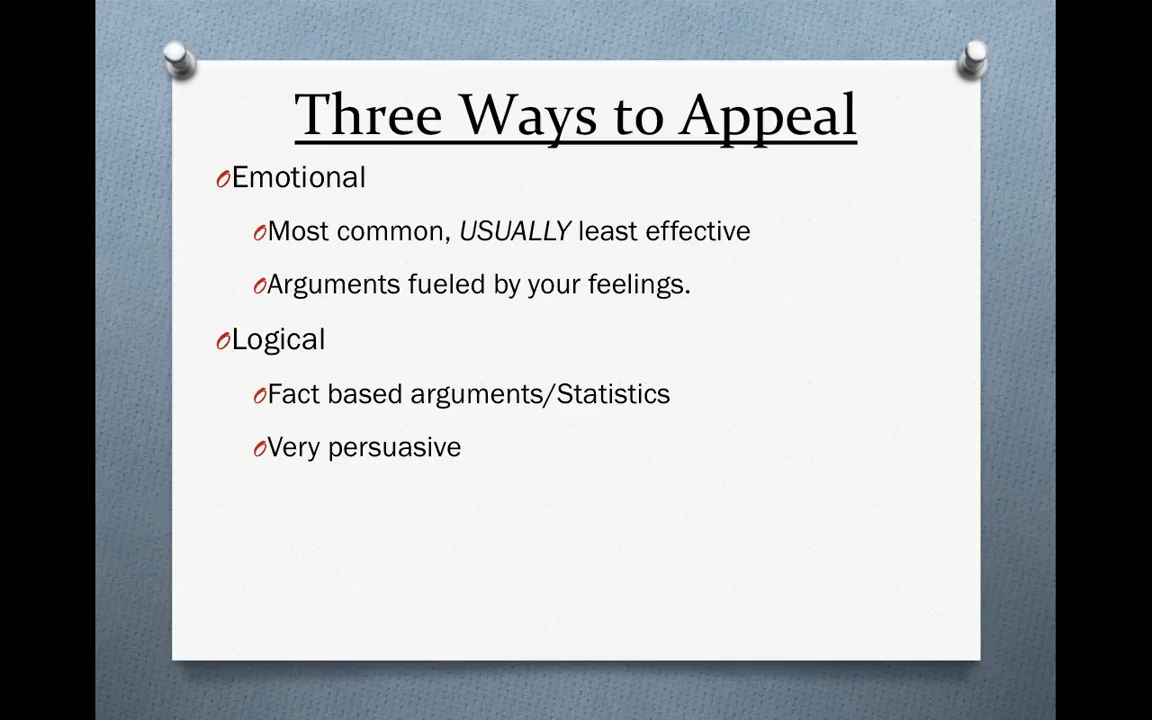 Three Ways to Appeal
Emotional
Most common, USUALLY least effective
Arguments fueled by your feelings.
Logical
Fact based arguments/Statistics
Very persuasive